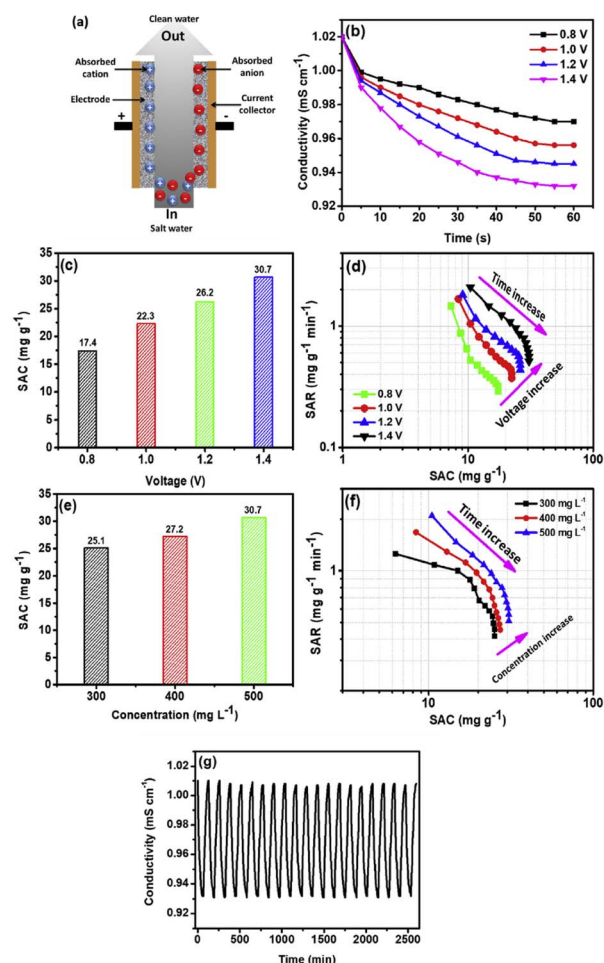 (a)
Clean water
Out
Absorbed cation
Absorbed anion
Electrode
Current collector
+
-
In
Salt water
(b)
0.8 V
1.0 V
1.2 V
1.4 V
1.02
1.00
0.98
0.96
0.94
0.92
Conductivity (mS cm⁻¹)
0 10 20 30 40 50 60
Time (s)
(c)
35
30
25
20
15
10
5
0
SAC (mg g⁻¹)
17.4
22.3
26.2
30.7
0.8 1.0 1.2 1.4
Voltage (V)
(d)
Time increase
Voltage increase
0.8 V
1.0 V
1.2 V
1.4 V
1
0.1
SAR (mg g⁻¹ min⁻¹)
1 10 100
SAC (mg g⁻¹)
(e)
35
30
25
20
15
10
5
0
SAC (mg g⁻¹)
25.1
27.2
30.7
300 400 500
Concentration (mg L⁻¹)
(f)
300 mg L⁻¹
400 mg L⁻¹
500 mg L⁻¹
Time increase
Concentration increase
1
SAR (mg g⁻¹ min⁻¹)
10 100
SAC (mg g⁻¹)
(g)
1.02
1.00
0.98
0.96
0.94
0.92
Conductivity (mS cm⁻¹)
0 500 1000 1500 2000 2500
Time (min)